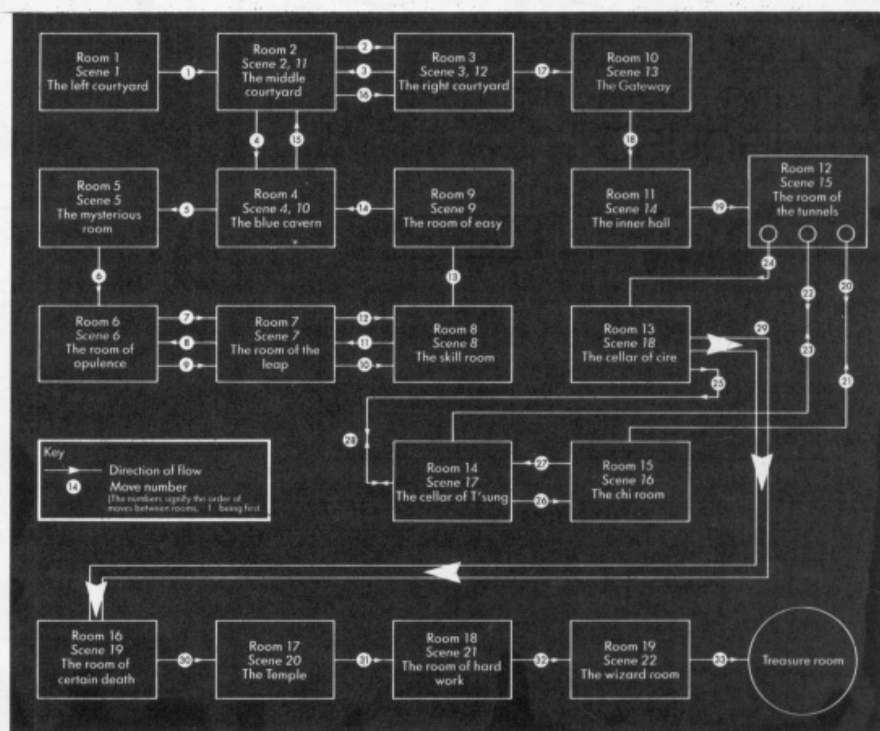 Room 1
Scene 1
The left courtyard
1
Room 2
Scene 2, 11
The middle
courtyard
2
3
16
Room 3
Scene 3, 12
The right courtyard
17
Room 10
Scene 13
The Gateway
4
15
18
Room 5
Scene 5
The mysterious
room
5
Room 4
Scene 4, 10
The blue cavern
14
Room 9
Scene 9
The room of easy
Room 11
Scene 14
The inner hall
19
Room 12
Scene 15
The room of
the tunnels
6
13
24
22
20
Room 6
Scene 6
The room of
opulence
7
8
9
Room 7
Scene 7
The room of the
leap
12
11
10
Room 8
Scene 8
The skill room
Room 13
Scene 18
The cellar of cire
29
23
25
21
Key
Direction of flow
14
Move number
(The numbers signify the order of
moves between rooms, 1 being first
28
Room 14
Scene 17
The cellar of T'sung
27
26
Room 15
Scene 16
The chi room
Room 16
Scene 19
The room of
certain death
30
Room 17
Scene 20
The Temple
31
Room 18
Scene 21
The room of hard
work
32
Room 19
Scene 22
The wizard room
33
Treasure room